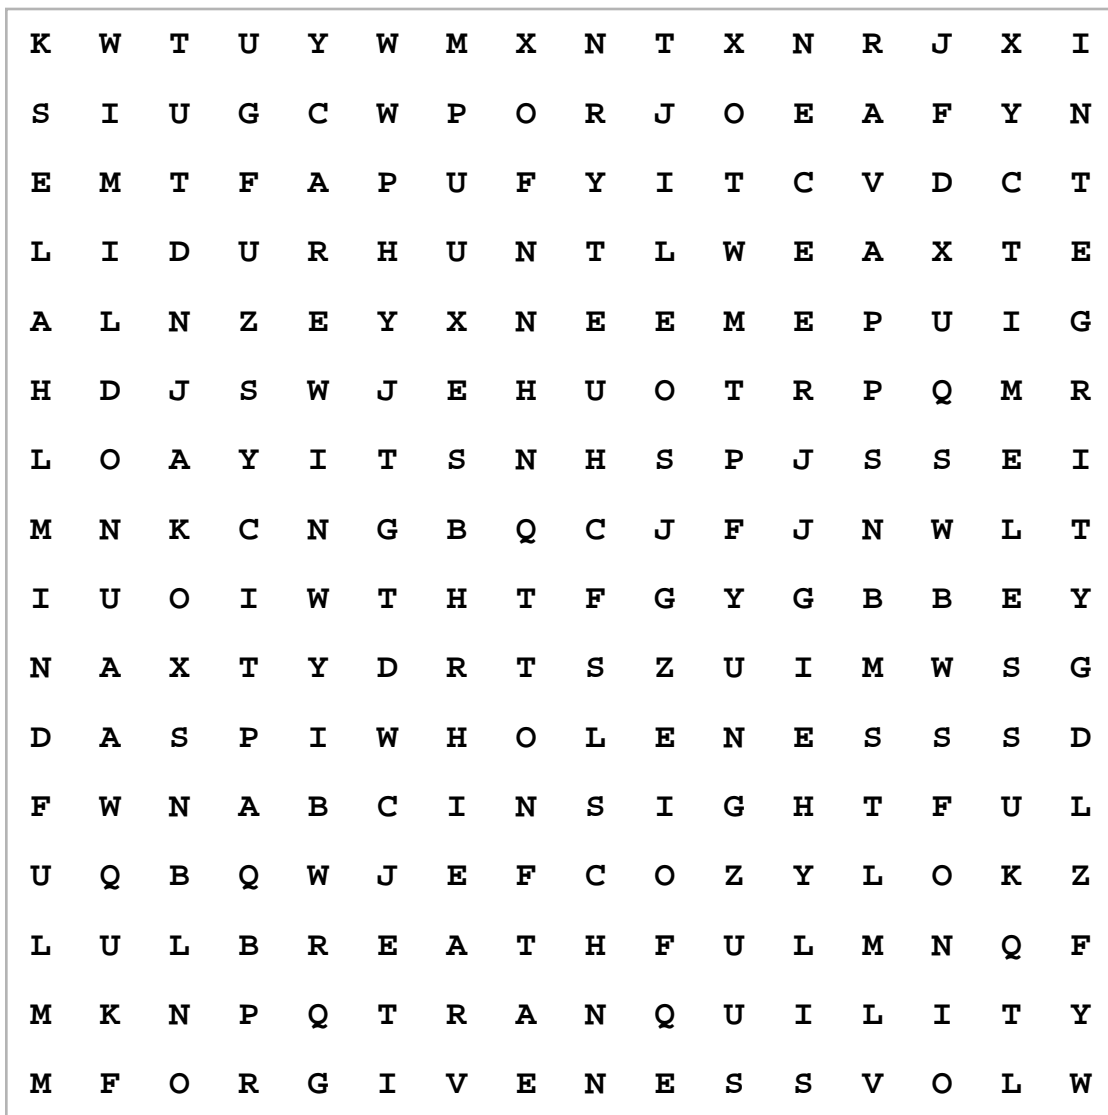 K W T U Y W M X N T X N R J X I
S I U G C W P O R J O E A F Y N
E M T F A P U F Y I T C V D C T
L I D U R H U N T L W E A X T E
A L N Z E Y X N E E M E P U I G
H D J S W J E H U O T R P Q M R
L O A Y I T S N H S P J S S E I
M N K C N G B Q C J F J N W L T
I U O I W T H T F G Y G B B E Y
N A X T Y D R T S Z U I M W S G
D A S P I W H O L E N E S S S D
F W N A B C I N S I G H T F U L
U Q B Q W J E F C O Z Y L O K Z
L U L B R E A T H F U L M N Q F
M K N P Q T R A N Q U I L I T Y
M F O R G I V E N E S S V O L W